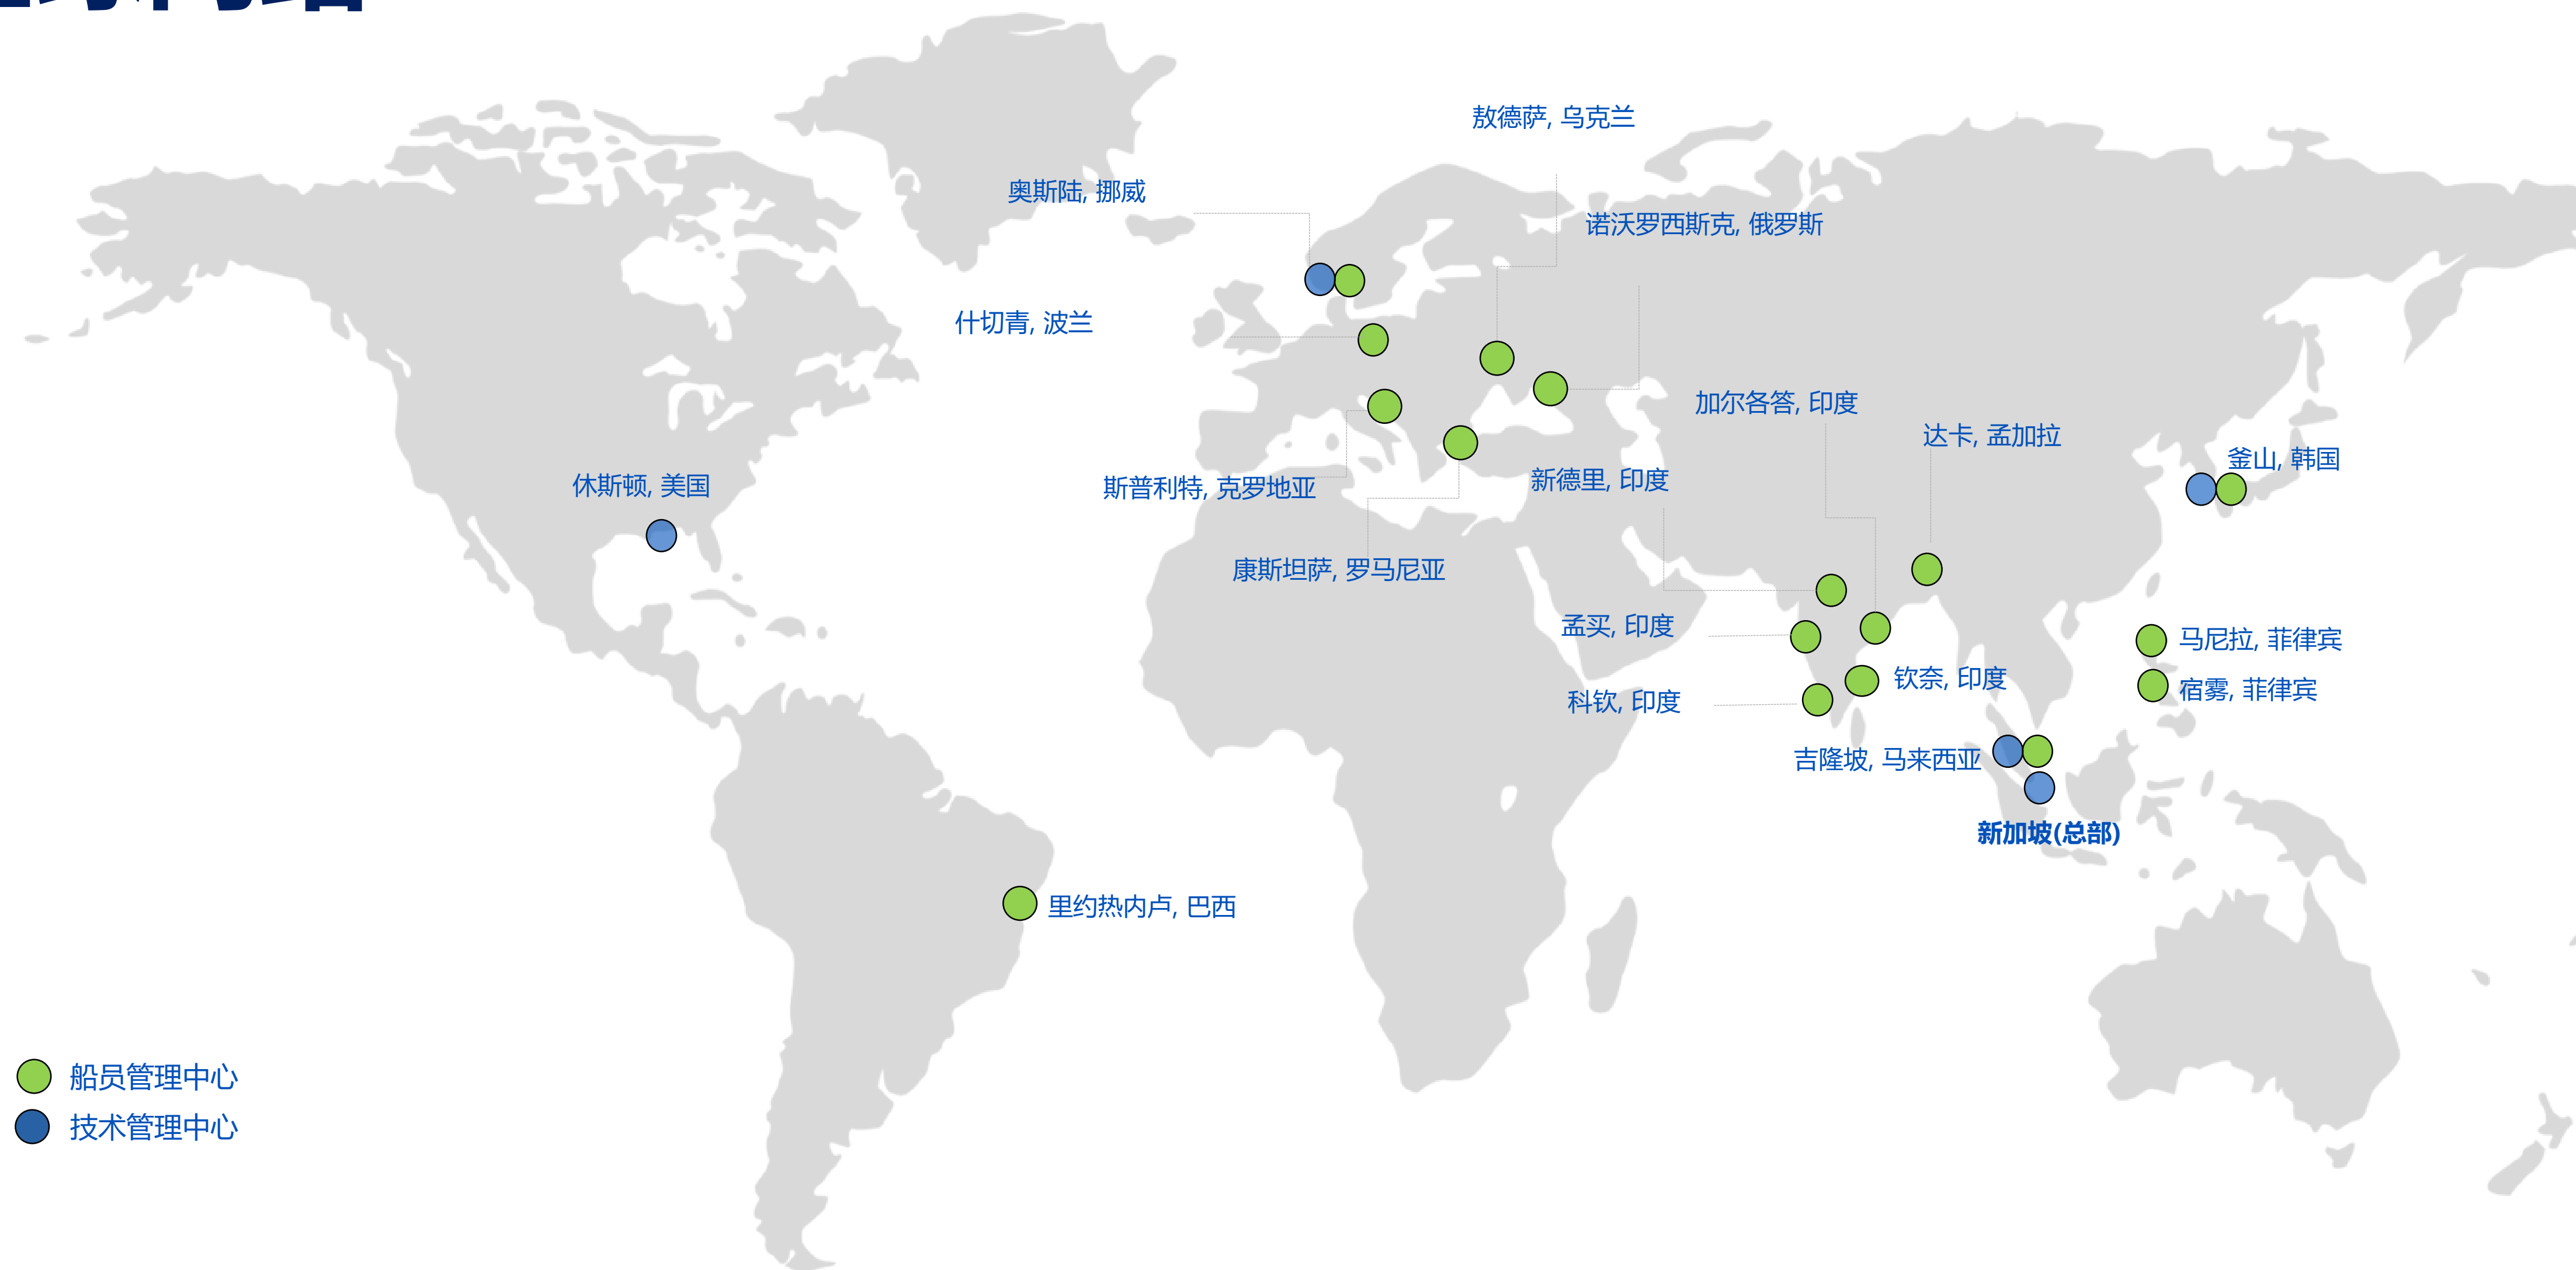 敖德萨, 乌克兰
奥斯陆, 挪威
诺沃罗西斯克, 俄罗斯
什切青, 波兰
加尔各答, 印度
达卡, 孟加拉
釜山, 韩国
休斯顿, 美国
斯普利特, 克罗地亚
新德里, 印度
康斯坦萨, 罗马尼亚
孟买, 印度
马尼拉, 菲律宾
钦奈, 印度
宿雾, 菲律宾
科钦, 印度
吉隆坡, 马来西亚
新加坡(总部)
里约热内卢, 巴西
船员管理中心
技术管理中心